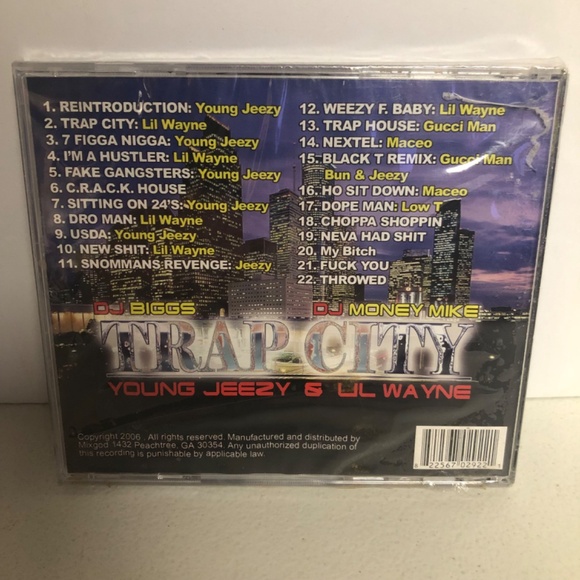 1. REINTRODUCTION: Young Jeezy
2. TRAP CITY: Lil Wayne
3. 7 FIGGA NIGGA: Young Jeezy
4. I'M A HUSTLER: Lil Wayne
5. FAKE GANGSTERS: Young Jeezy
6. C.R.A.C.K. HOUSE
7. SITTING ON 24'S: Young Jeezy
8. DRO MAN: Lil Wayne
9. USDA: Young Jeezy
10. NEW SHIT: Lil Wayne
11. SNOMMANS REVENGE: Jeezy
12. WEEZY F. BABY: Lil Wayne
13. TRAP HOUSE: Gucci Man
14. NEXTEL: Maceo
15. BLACK T REMIX: Gucci Man
Bun & Jeezy
16. HO SIT DOWN: Maceo
17. DOPE MAN: Low T
18. CHOPPA SHOPPIN
19. NEVA HAD SHIT
20. My Bitch
21. FUCK YOU
22. THROWED
DJ BIGGS DJ MONEY MIKE
TRAP CITY
YOUNG JEEZY & LIL WAYNE
Copyright 2006 . All rights reserved. Manufactured and distributed by
Mixgod 1432 Peachtree, GA 30354. Any unauthorized duplication of
this recording is punishable by applicable law.
22567 02922